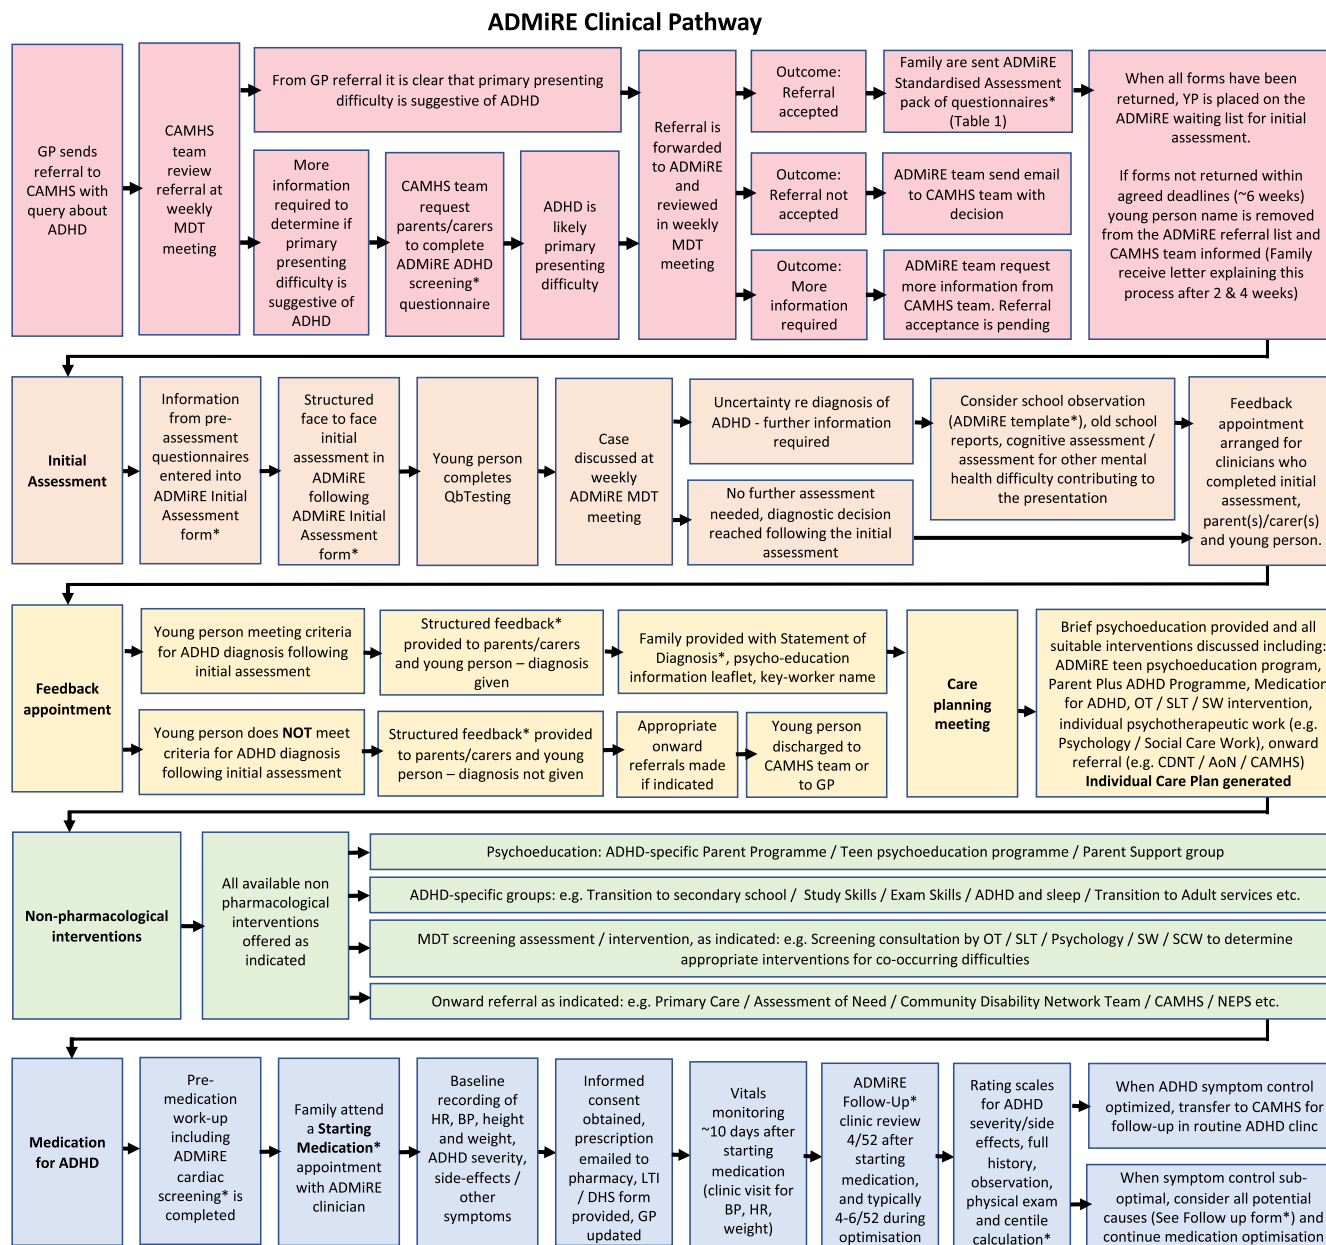 ADMiRE Clinical Pathway
GP sends
referral to
CAMHS with
query about
ADHD
CAMHS
team
review
referral at
weekly
MDT
meeting
From GP referral it is clear that primary presenting
difficulty is suggestive of ADHD
More
information
required to
determine if
primary
presenting
difficulty is
suggestive of
ADHD
CAMHS team
request
parents/carers
to complete
ADMiRE ADHD
screening*
questionnaire
ADHD is
likely
primary
presenting
difficulty
Referral is
forwarded
to ADMiRE
and
reviewed
in weekly
MDT
meeting
Outcome:
Referral
accepted
Family are sent ADMiRE
Standardised Assessment
pack of questionnaires*
(Table 1)
Outcome:
Referral not
accepted
ADMiRE team send email
to CAMHS team with
decision
Outcome:
More
information
required
ADMiRE team request
more information from
CAMHS team. Referral
acceptance is pending
When all forms have been
returned, YP is placed on the
ADMiRE waiting list for initial
assessment.
If forms not returned within
agreed deadlines (~6 weeks)
young person name is removed
from the ADMiRE referral list and
CAMHS team informed (Family
receive letter explaining this
process after 2 & 4 weeks)
Initial
Assessment
Information
from pre-
assessment
questionnaires
entered into
ADMiRE Initial
Assessment
form*
Structured
face to face
initial
assessment in
ADMiRE
following
ADMiRE Initial
Assessment
form*
Young person
completes
QbTesting
Case
discussed at
weekly
ADMiRE MDT
meeting
Uncertainty re diagnosis of
ADHD - further information
required
No further assessment
needed, diagnostic decision
reached following the initial
assessment
Consider school observation
(ADMiRE template*), old school
reports, cognitive assessment /
assessment for other mental
health difficulty contributing to
the presentation
Feedback
appointment
arranged for
clinicians who
completed initial
assessment,
parent(s)/carer(s)
and young person.
Feedback
appointment
Young person meeting criteria
for ADHD diagnosis following
initial assessment
Structured feedback*
provided to parents/carers
and young person – diagnosis
given
Family provided with Statement of
Diagnosis*, psycho-education
information leaflet, key-worker name
Young person does NOT meet
criteria for ADHD diagnosis
following initial assessment
Structured feedback* provided
to parents/carers and young
person – diagnosis not given
Appropriate
onward
referrals made
if indicated
Young person
discharged to
CAMHS team or
to GP
Care
planning
meeting
Brief psychoeducation provided and all
suitable interventions discussed including:
ADMiRE teen psychoeducation program,
Parent Plus ADHD Programme, Medication
for ADHD, OT / SLT / SW intervention,
individual psychotherapeutic work (e.g.
Psychology / Social Care Work), onward
referral (e.g. CDNT / AoN / CAMHS)
Individual Care Plan generated
Non-pharmacological
interventions
All available non
pharmacological
interventions
offered as
indicated
Psychoeducation: ADHD-specific Parent Programme / Teen psychoeducation programme / Parent Support group
ADHD-specific groups: e.g. Transition to secondary school / Study Skills / Exam Skills / ADHD and sleep / Transition to Adult services etc.
MDT screening assessment / intervention, as indicated: e.g. Screening consultation by OT / SLT / Psychology / SW / SCW to determine
appropriate interventions for co-occurring difficulties
Onward referral as indicated: e.g. Primary Care / Assessment of Need / Community Disability Network Team / CAMHS / NEPS etc.
Medication
for ADHD
Pre-
medication
work-up
including
ADMiRE
cardiac
screening* is
completed
Family attend
a Starting
Medication*
appointment
with ADMiRE
clinician
Baseline
recording of
HR, BP, height
and weight,
ADHD severity,
side-effects /
other
symptoms
Informed
consent
obtained,
prescription
emailed to
pharmacy, LTI
/ DHS form
provided, GP
updated
Vitals
monitoring
~10 days after
starting
medication
(clinic visit for
BP, HR,
weight)
ADMiRE
Follow-Up*
clinic review
4/52 after
starting
medication,
and typically
4-6/52 during
optimisation
Rating scales
for ADHD
severity/side
effects, full
history,
observation,
physical exam
and centile
calculation*
When ADHD symptom control
optimized, transfer to CAMHS for
follow-up in routine ADHD clinc
When symptom control sub-
optimal, consider all potential
causes (See Follow up form*) and
continue medication optimisation